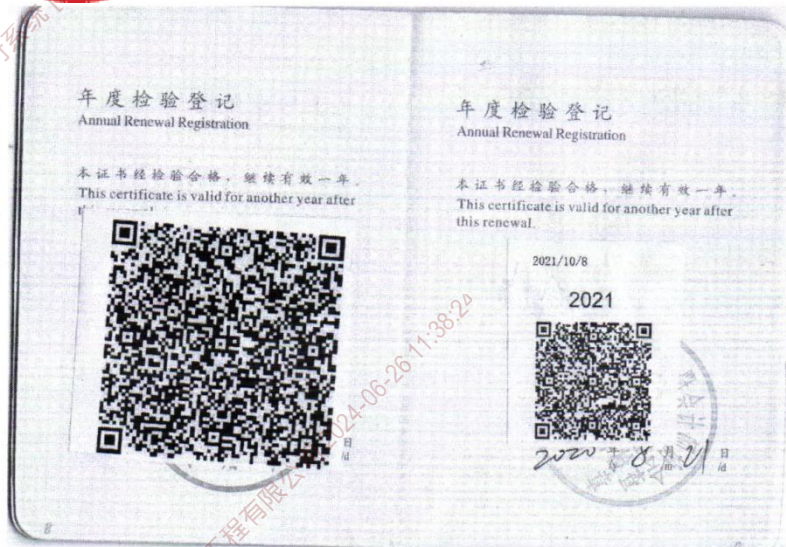 年度检验登记
Annual Renewal Registration
本证书经检验合格，继续有效一年．
This certificate is valid for another year after
日
/d
8
年度检验登记
Annual Renewal Registration
本证书经检验合格，继续有效一年．
This certificate is valid for another year after
this renewal.
2021/10/8
2021
2020 年 8 月 21 日
/y /m /d
2024-06-26 11:38:24
程有限公